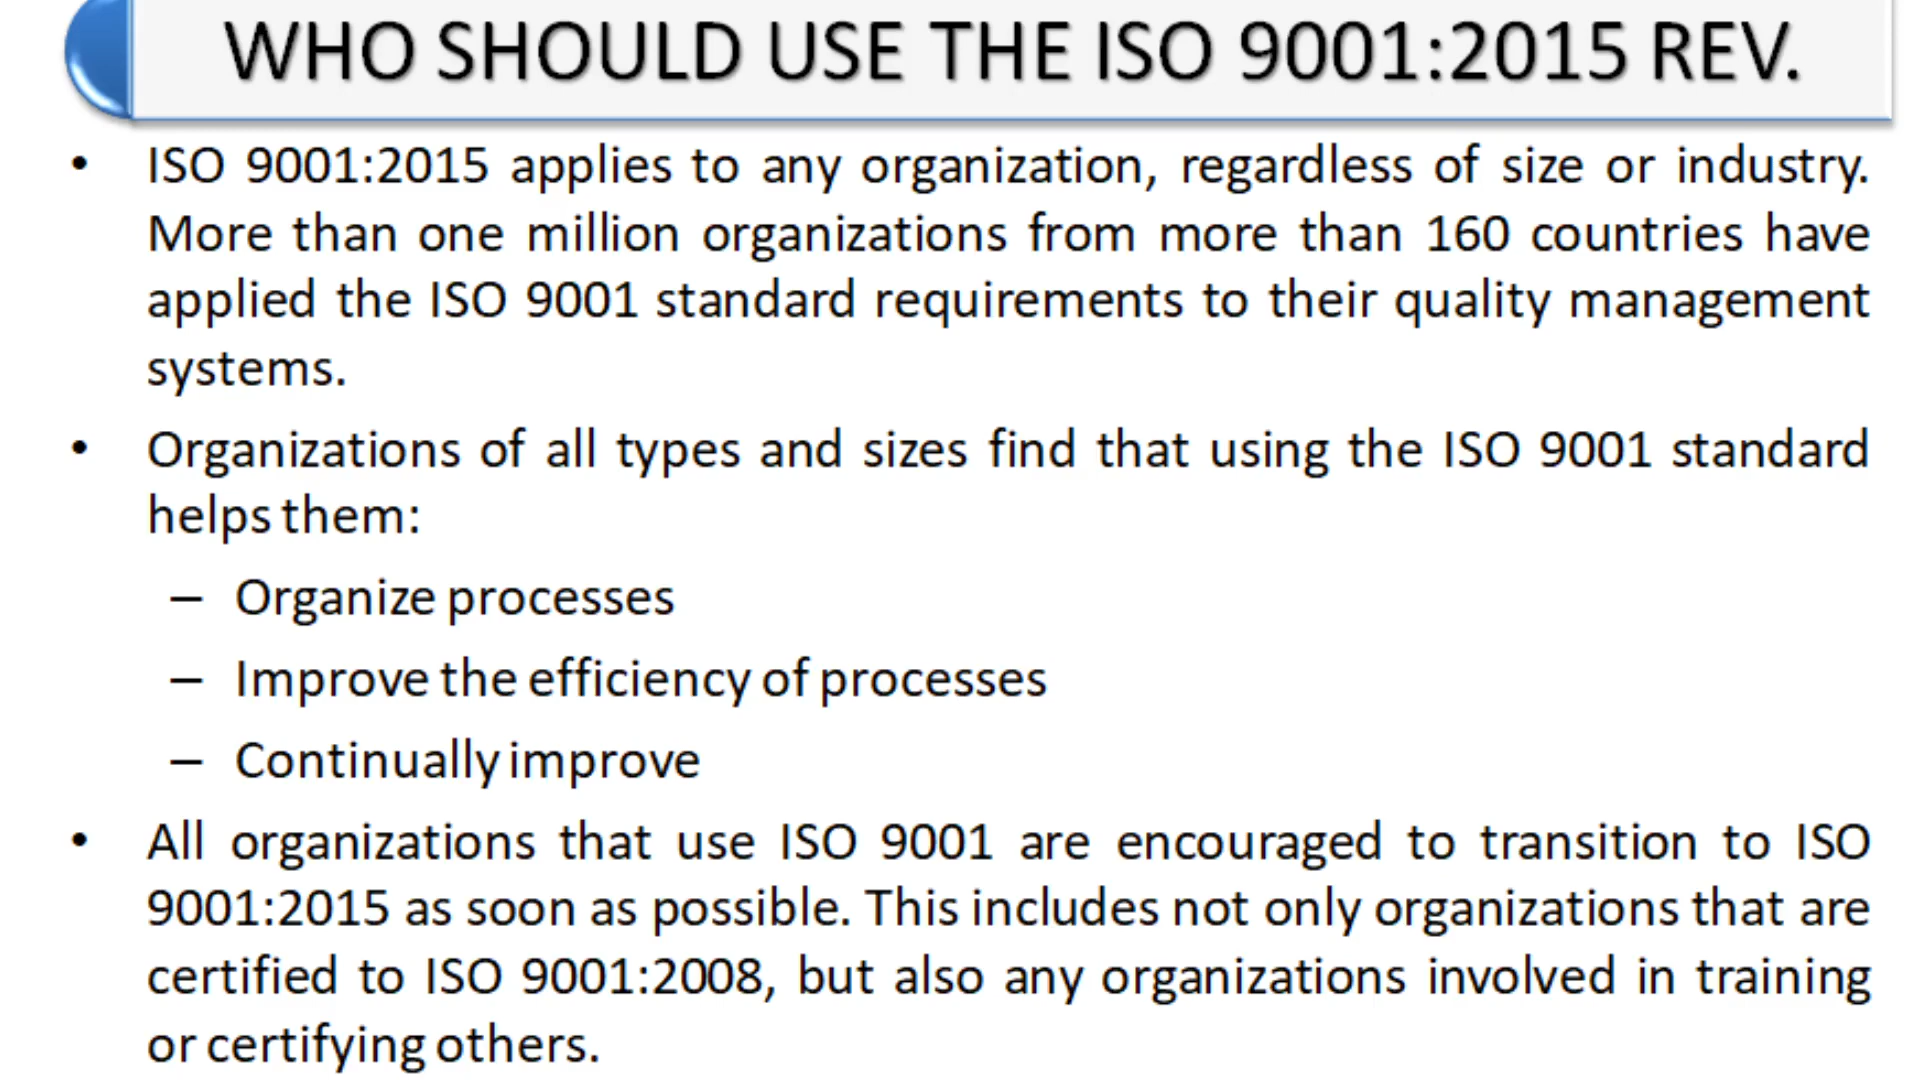 WHO SHOULD USE THE ISO 9001:2015 REV.
• ISO 9001:2015 applies to any organization, regardless of size or industry.
More than one million organizations from more than 160 countries have
applied the ISO 9001 standard requirements to their quality management
systems.
• Organizations of all types and sizes find that using the ISO 9001 standard
helps them:
– Organize processes
– Improve the efficiency of processes
– Continually improve
• All organizations that use ISO 9001 are encouraged to transition to ISO
9001:2015 as soon as possible. This includes not only organizations that are
certified to ISO 9001:2008, but also any organizations involved in training
or certifying others.